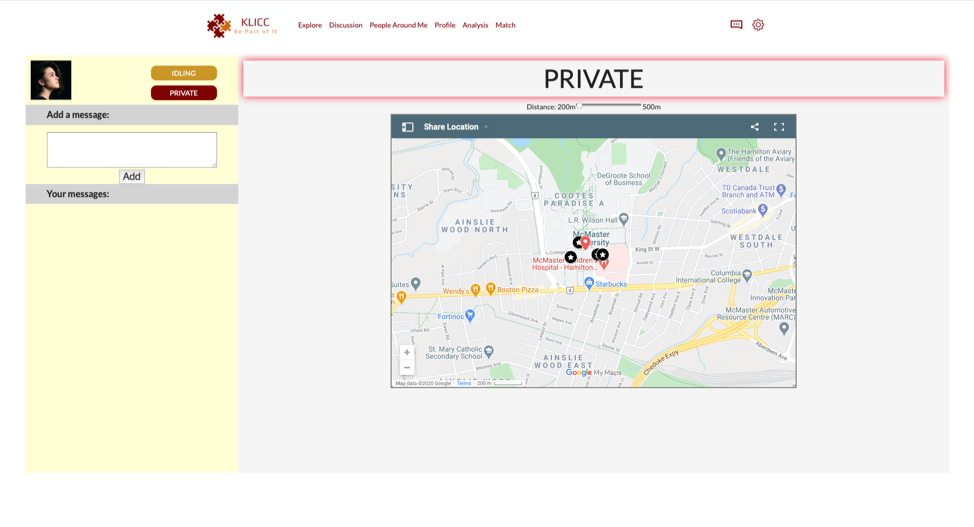 KLICC
Be Part of It
Explore Discussion People Around Me Profile Analysis Match
IDLING
PRIVATE
Add a message:
Add
Your messages:
PRIVATE
Distance: 200m 500m
Share Location
The Hamilton Aviary
(Friends of the Aviary
WESTDALE
DeGroote School
of Business
TD Canada Trust
Branch and ATM
SITY
NS
COOTES
PARADISE A
Scotiabank
L.R. Wilson Hall
AINSLIE
WOOD NORTH
McMaster
ersity
King St W
WESTDALE
SOUTH
McMaster Children
Hospital - Hamilton...
Columbia
International College
Suites
Starbucks
Wendy's
Boston Pizza
McMast
Innovation Par
Fortinos
McMaster Automotive
Resource Centre (MARC)
St. Mary Catholic
Secondary School
AINSLIE
WOOD EAST
Chedoke Expy
Aberdeen Ave
Google My Maps
Map data ©2020 Google Terms 200 m